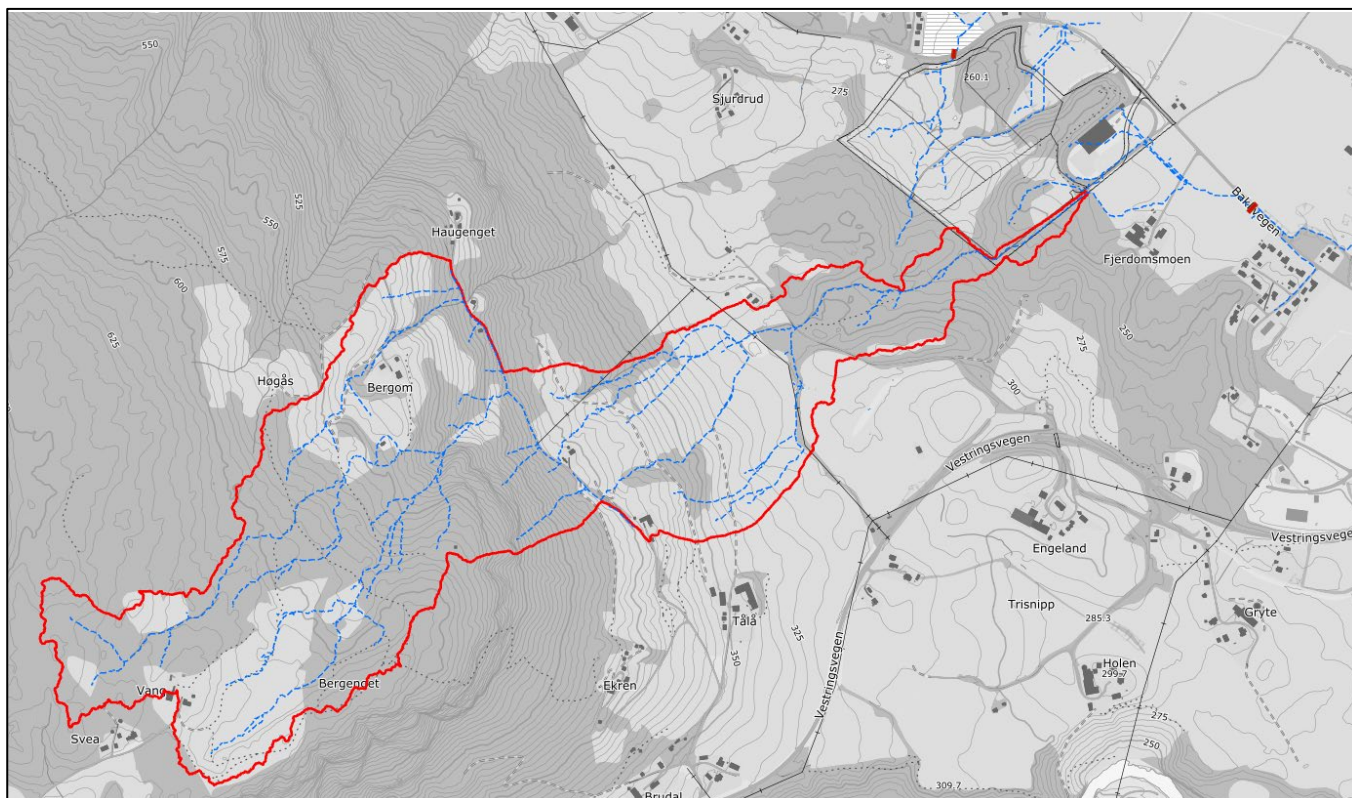 550
260.1
Sjurdrud
275
525
550
Haugenget
575
Bakkvegen
Fjerdomsmoen
600
250
625
275
Høgås
Bergom
300
Vestringsvegen
Vestringsvege
Engeland
Trisnipp
285.3
Gryte
Tåla
325
350
Holen
299.7
Vang
Bergendet
Ekren
Vestringsvegen
Svea
275
250
Brudal
309.7